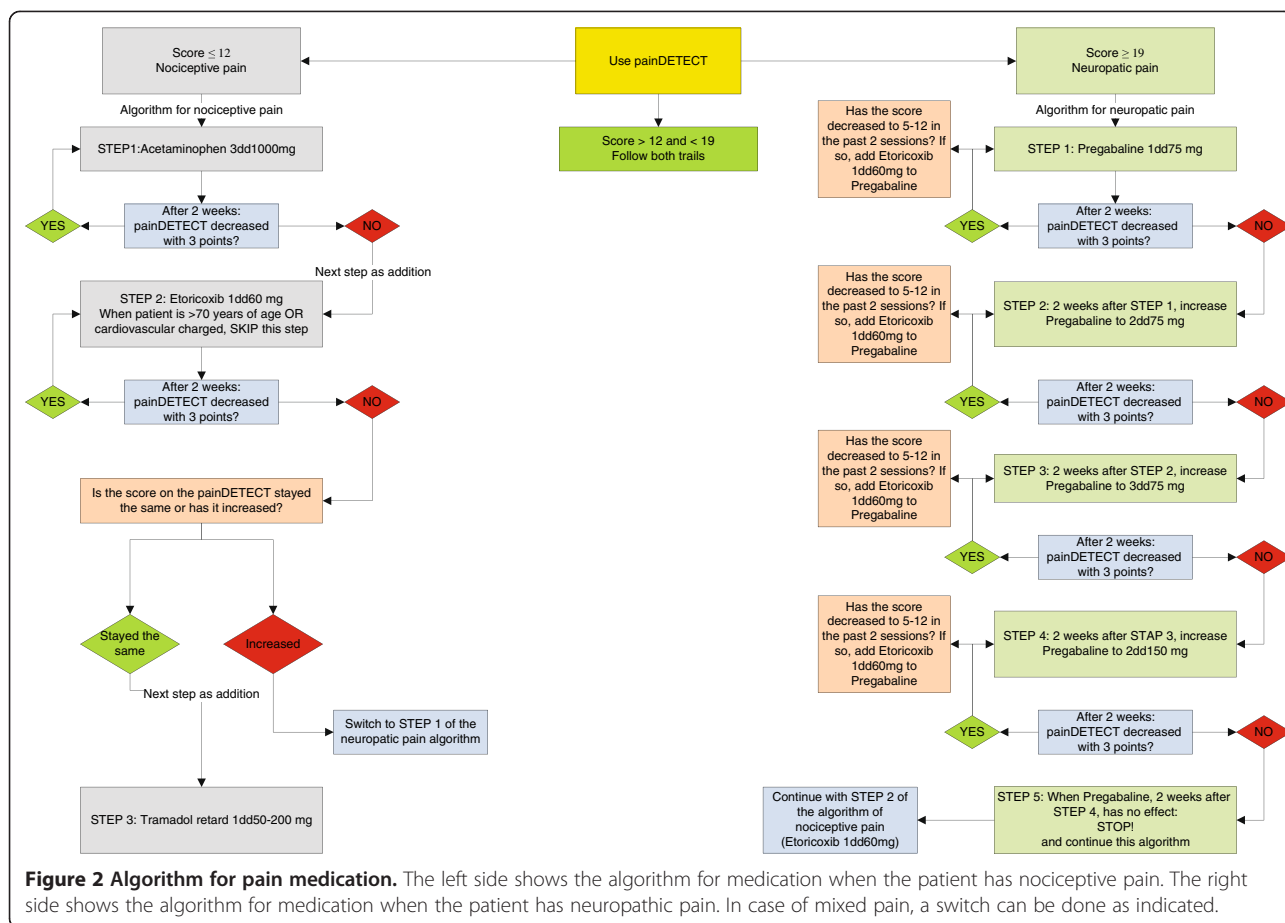 Score ≤ 12
Nociceptive pain
Use painDETECT
Score ≥ 19
Neuropatic pain
Score > 12 and < 19
Follow both trails
Algorithm for nociceptive pain
STEP1:Acetaminophen 3dd1000mg
YES
After 2 weeks:
painDETECT decreased
with 3 points?
NO
Next step as addition
STEP 2: Etoricoxib 1dd60 mg
When patient is >70 years of age OR
cardiovascular charged, SKIP this step
YES
After 2 weeks:
painDETECT decreased
with 3 points?
NO
Is the score on the painDETECT stayed
the same or has it increased?
Stayed the
same
Increased
Next step as addition
Switch to STEP 1 of the
neuropatic pain algorithm
STEP 3: Tramadol retard 1dd50-200 mg
Algorithm for neuropatic pain
Has the score
decreased to 5-12 in
the past 2 sessions? If
so, add Etoricoxib
1dd60mg to
Pregabaline
STEP 1: Pregabaline 1dd75 mg
YES
After 2 weeks:
painDETECT decreased
with 3 points?
NO
Has the score
decreased to 5-12 in
the past 2 sessions? If
so, add Etoricoxib
1dd60mg to
Pregabaline
STEP 2: 2 weeks after STEP 1, increase
Pregabaline to 2dd75 mg
YES
After 2 weeks:
painDETECT decreased
with 3 points?
NO
Has the score
decreased to 5-12 in
the past 2 sessions? If
so, add Etoricoxib
1dd60mg to
Pregabaline
STEP 3: 2 weeks after STEP 2, increase
Pregabaline to 3dd75 mg
YES
After 2 weeks:
painDETECT decreased
with 3 points?
NO
Has the score
decreased to 5-12 in
the past 2 sessions? If
so, add Etoricoxib
1dd60mg to
Pregabaline
STEP 4: 2 weeks after STAP 3, increase
Pregabaline to 2dd150 mg
YES
After 2 weeks:
painDETECT decreased
with 3 points?
NO
Continue with STEP 2 of
the algorithm of
nociceptive pain
(Etoricoxib 1dd60mg)
STEP 5: When Pregabaline, 2 weeks after
STEP 4, has no effect:
STOP!
and continue this algorithm
Figure 2 Algorithm for pain medication. The left side shows the algorithm for medication when the patient has nociceptive pain. The right
side shows the algorithm for medication when the patient has neuropathic pain. In case of mixed pain, a switch can be done as indicated.